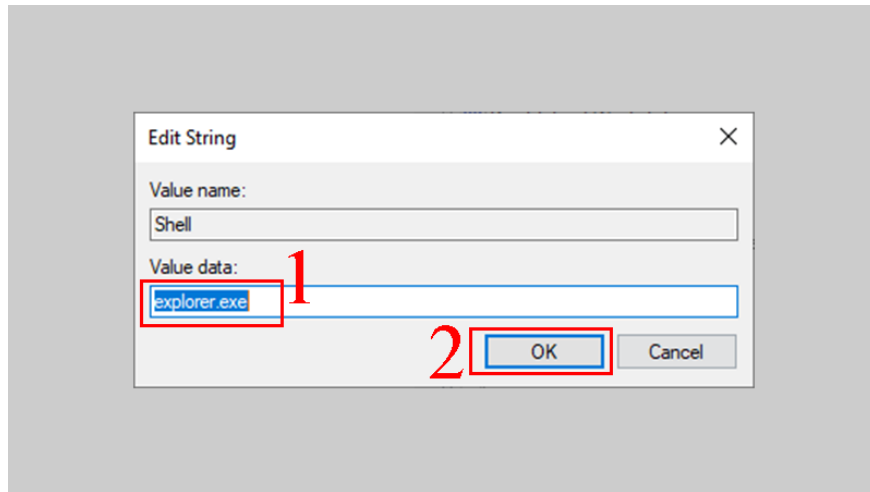 Edit String
Value name:
Shell
Value data:
1
explorer.exe
2
OK
Cancel